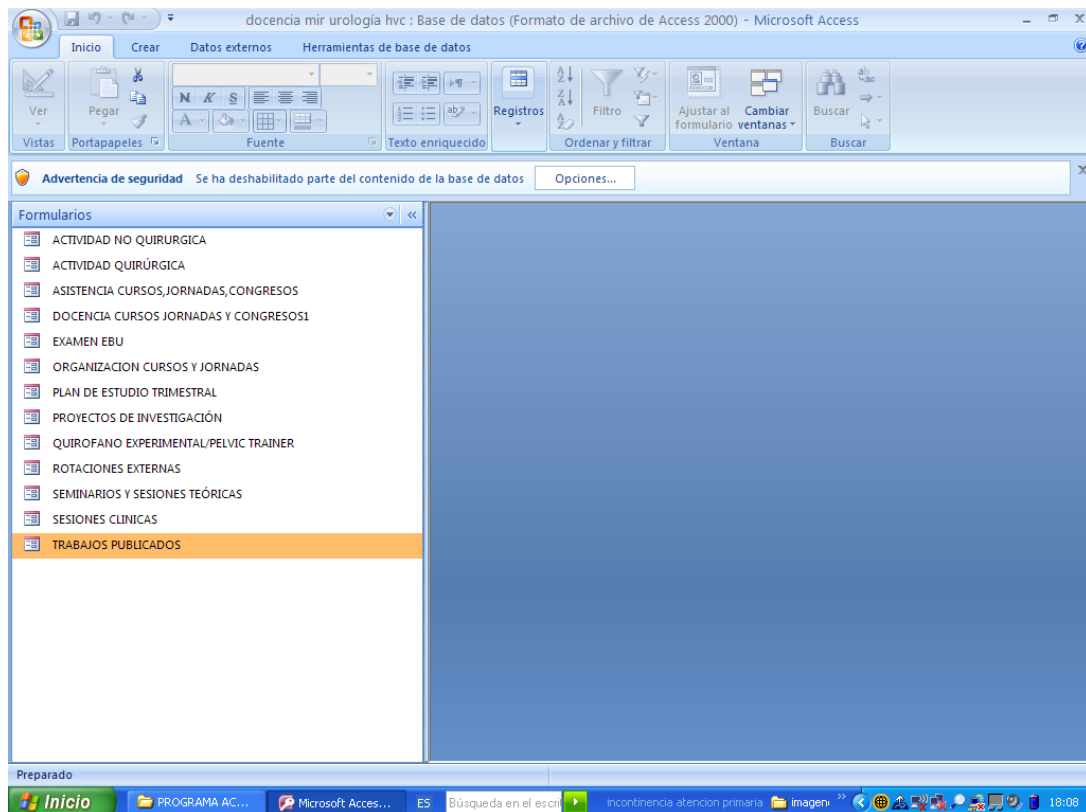 docencia mir urología hvc : Base de datos (Formato de archivo de Access 2000) - Microsoft Access
Inicio Crear Datos externos Herramientas de base de datos
Ver
Pegar
N K S
A
Registros
Filtro
Ajustar al formulario
Cambiar ventanas
Buscar
Vistas Portapapeles Fuente Texto enriquecido Ordenar y filtrar Ventana Buscar
Advertencia de seguridad Se ha deshabilitado parte del contenido de la base de datos Opciones...
Formularios
ACTIVIDAD NO QUIRURGICA
ACTIVIDAD QUIRÚRGICA
ASISTENCIA CURSOS,JORNADAS,CONGRESOS
DOCENCIA CURSOS JORNADAS Y CONGRESOS1
EXAMEN EBU
ORGANIZACION CURSOS Y JORNADAS
PLAN DE ESTUDIO TRIMESTRAL
PROYECTOS DE INVESTIGACIÓN
QUIROFANO EXPERIMENTAL/PELVIC TRAINER
ROTACIONES EXTERNAS
SEMINARIOS Y SESIONES TEÓRICAS
SESIONES CLINICAS
TRABAJOS PUBLICADOS
Preparado
Inicio PROGRAMA AC... Microsoft Acces... ES Búsqueda en el escri incontinencia atencion primaria imagen 18:08